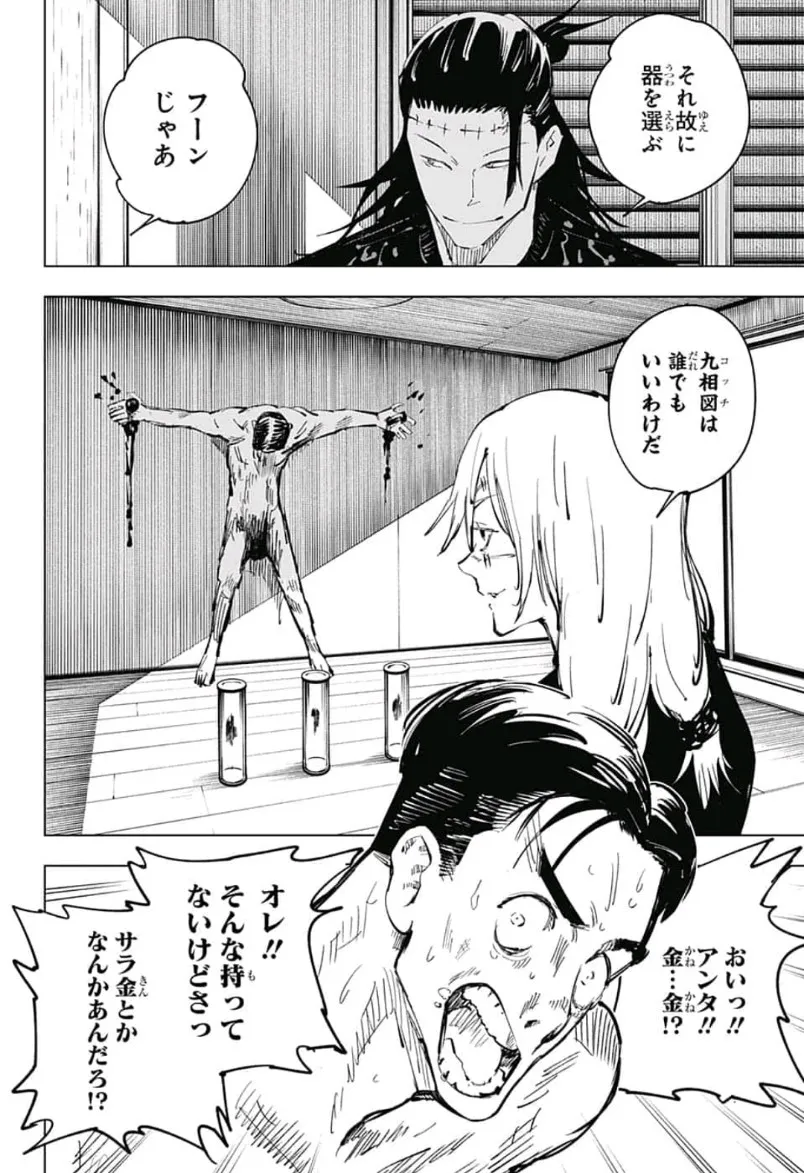 それ故に
器を選ぶ
フーン
じゃあ
九相図は
誰でも
いいわけだ
おいっ!!
アンタ!!
金…金!?
オレ!!
そんな持って
ないけどさっ
サラ金とか
なんかあんだろ!?